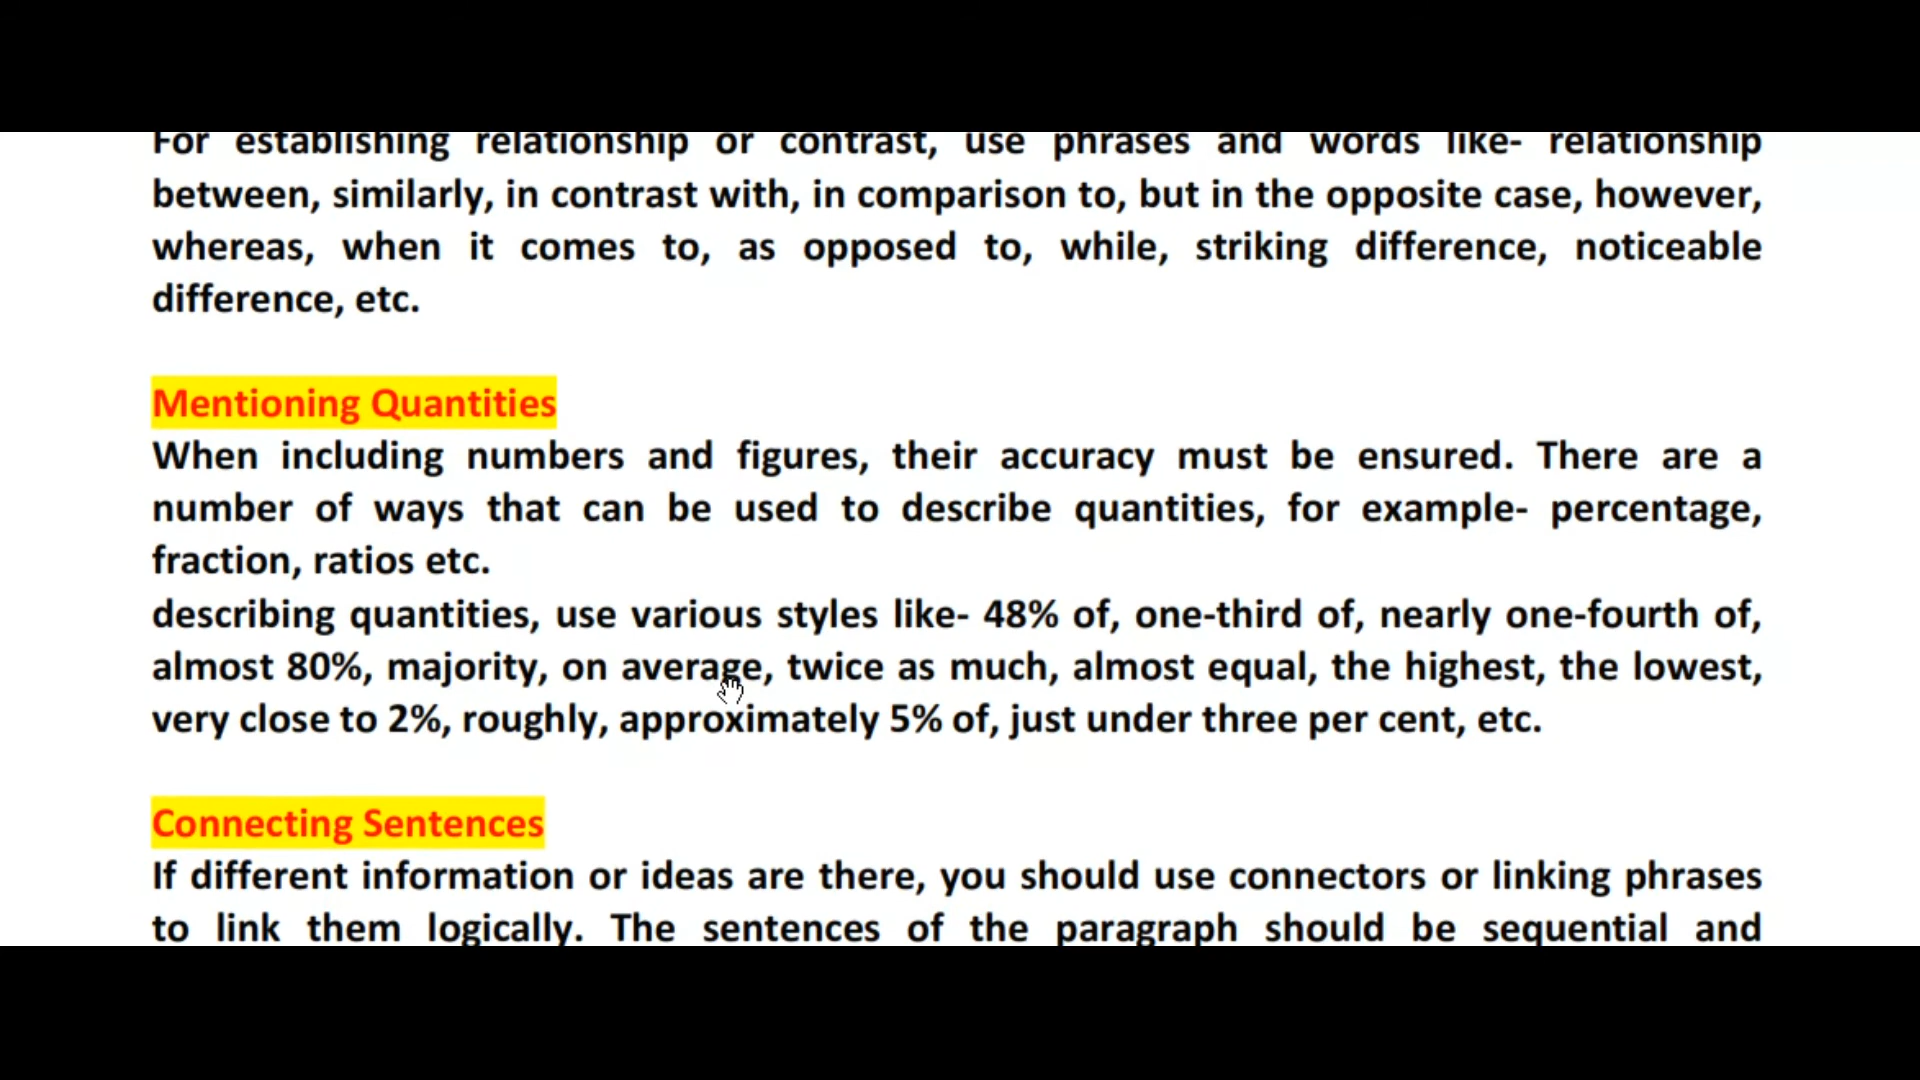 For establishing relationship or contrast, use phrases and words like- relationship
between, similarly, in contrast with, in comparison to, but in the opposite case, however,
whereas, when it comes to, as opposed to, while, striking difference, noticeable
difference, etc.
Mentioning Quantities
When including numbers and figures, their accuracy must be ensured. There are a
number of ways that can be used to describe quantities, for example- percentage,
fraction, ratios etc.
describing quantities, use various styles like- 48% of, one-third of, nearly one-fourth of,
almost 80%, majority, on average, twice as much, almost equal, the highest, the lowest,
very close to 2%, roughly, approximately 5% of, just under three per cent, etc.
Connecting Sentences
If different information or ideas are there, you should use connectors or linking phrases
to link them logically. The sentences of the paragraph should be sequential and